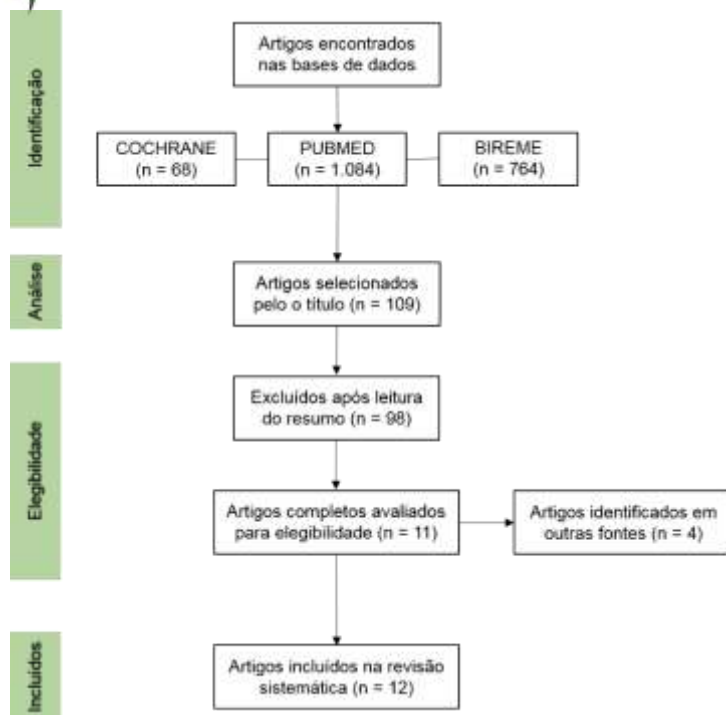 Identificação
Artigos encontrados
nas bases de dados
COCHRANE
(n = 68)
PUBMED
(n = 1.084)
BIREME
(n = 764)
Análise
Artigos selecionados
pelo o título (n = 109)
Elegibilidade
Excluídos após leitura
do resumo (n = 98)
Artigos completos avaliados
para elegibilidade (n = 11)
Artigos identificados em
outras fontes (n = 4)
Incluídos
Artigos incluídos na revisão
sistemática (n = 12)